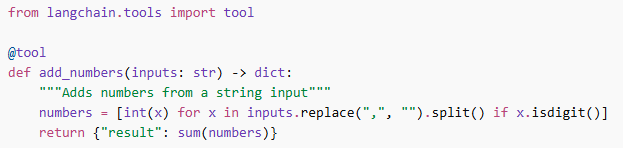 from langchain.tools import tool

@tool
def add_numbers(inputs: str) -> dict:
    """Adds numbers from a string input"""
    numbers = [int(x) for x in inputs.replace(",", "").split() if x.isdigit()]
    return {"result": sum(numbers)}